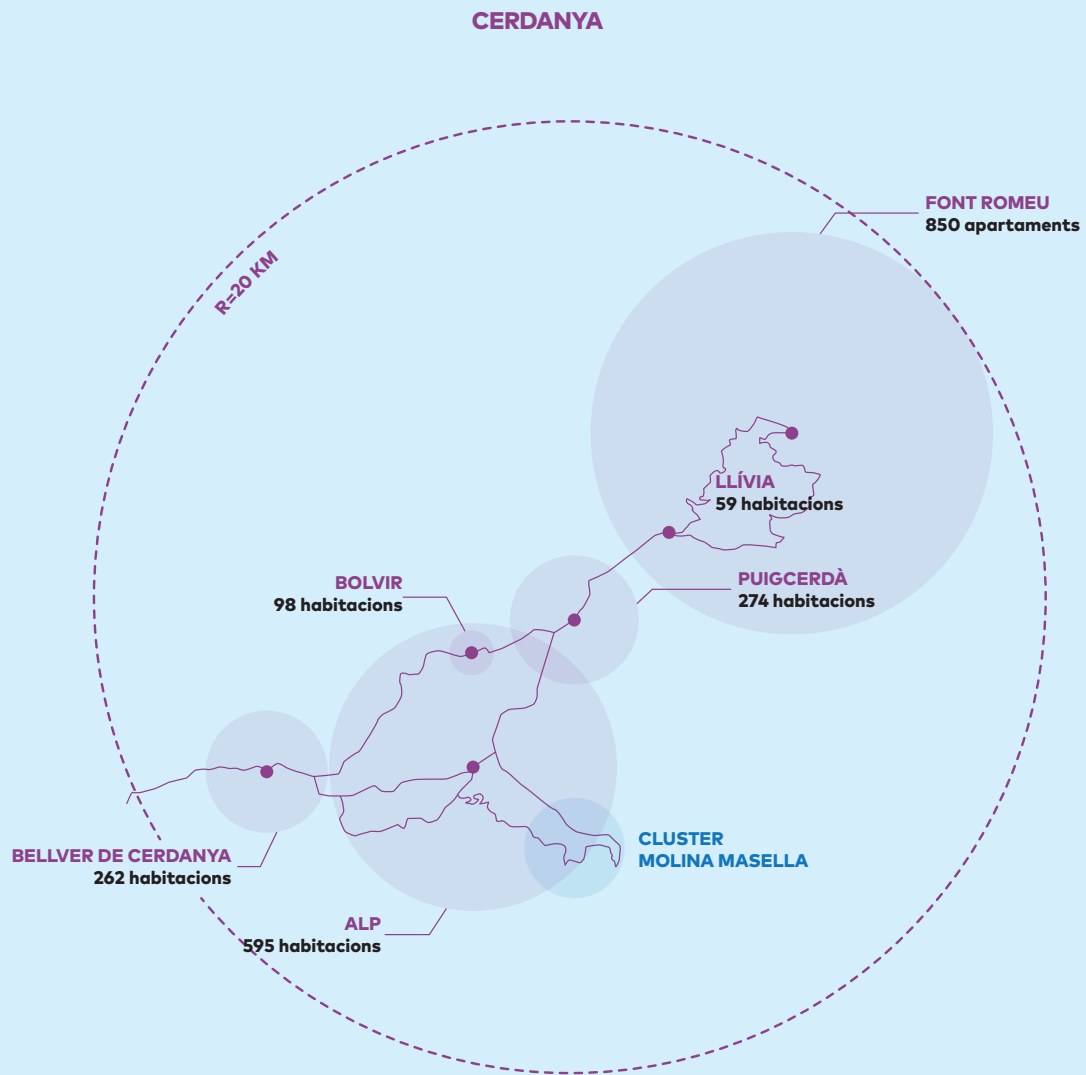 CERDANYA
FONT ROMEU
850 apartaments
R=20 KM
LLÍVIA
59 habitacions
BOLVIR
98 habitacions
PUIGCERDÀ
274 habitacions
CLUSTER
MOLINA MASELLA
BELLVER DE CERDANYA
262 habitacions
ALP
595 habitacions